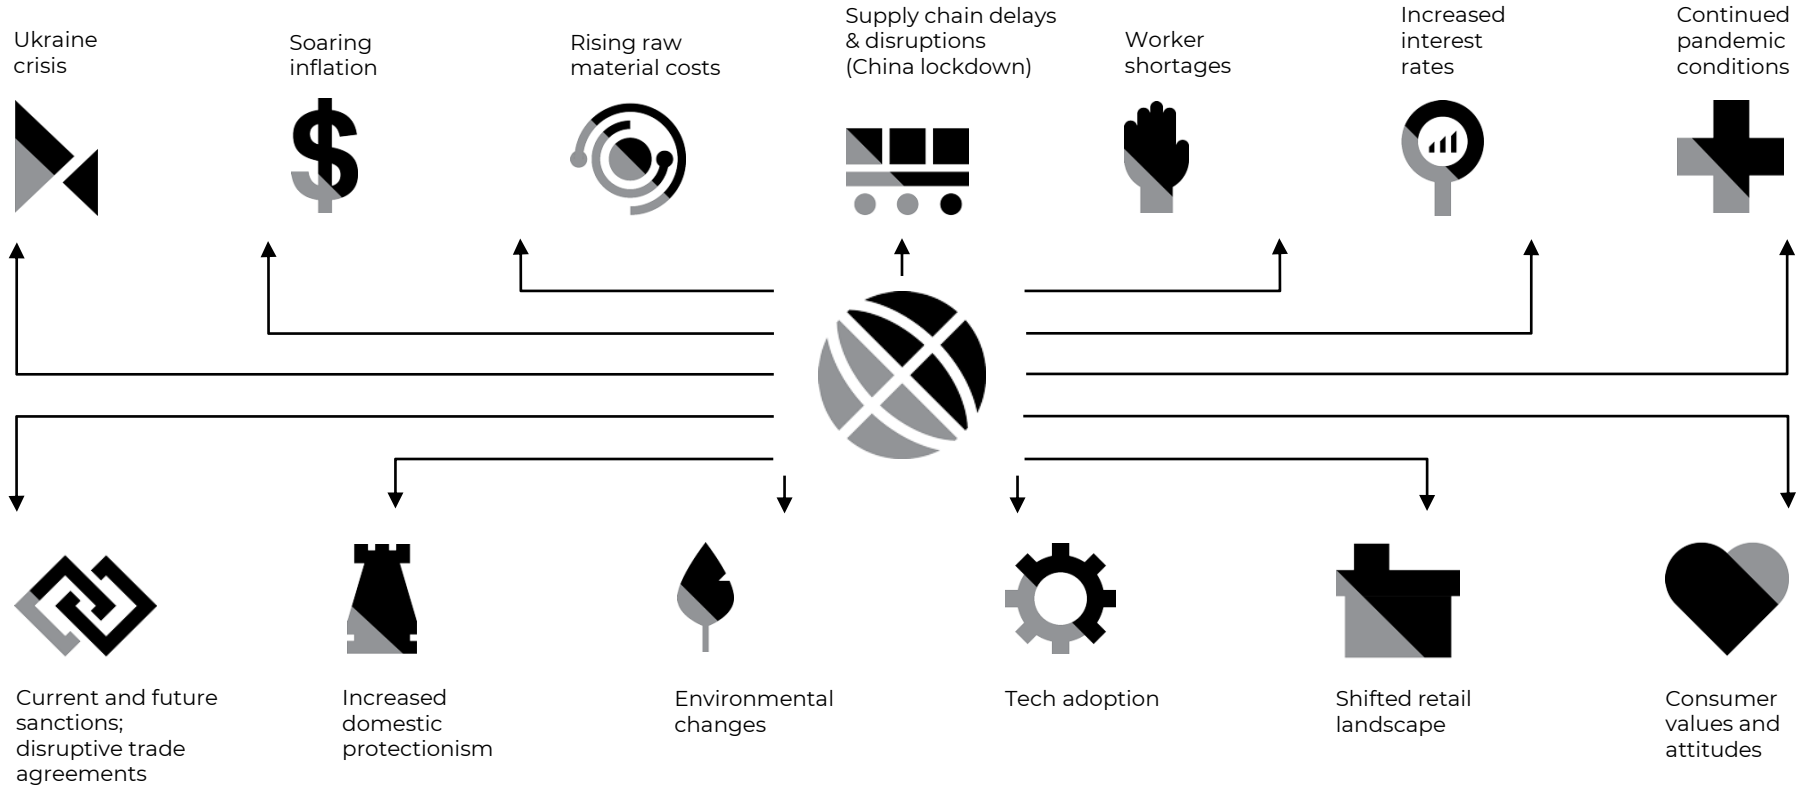 Ukraine
crisis
Soaring
inflation
Rising raw
material costs
Supply chain delays
& disruptions
(China lockdown)
Worker
shortages
Increased
interest
rates
Continued
pandemic
conditions
$
Current and future
sanctions;
disruptive trade
agreements
Increased
domestic
protectionism
Environmental
changes
Tech adoption
Shifted retail
landscape
Consumer
values and
attitudes